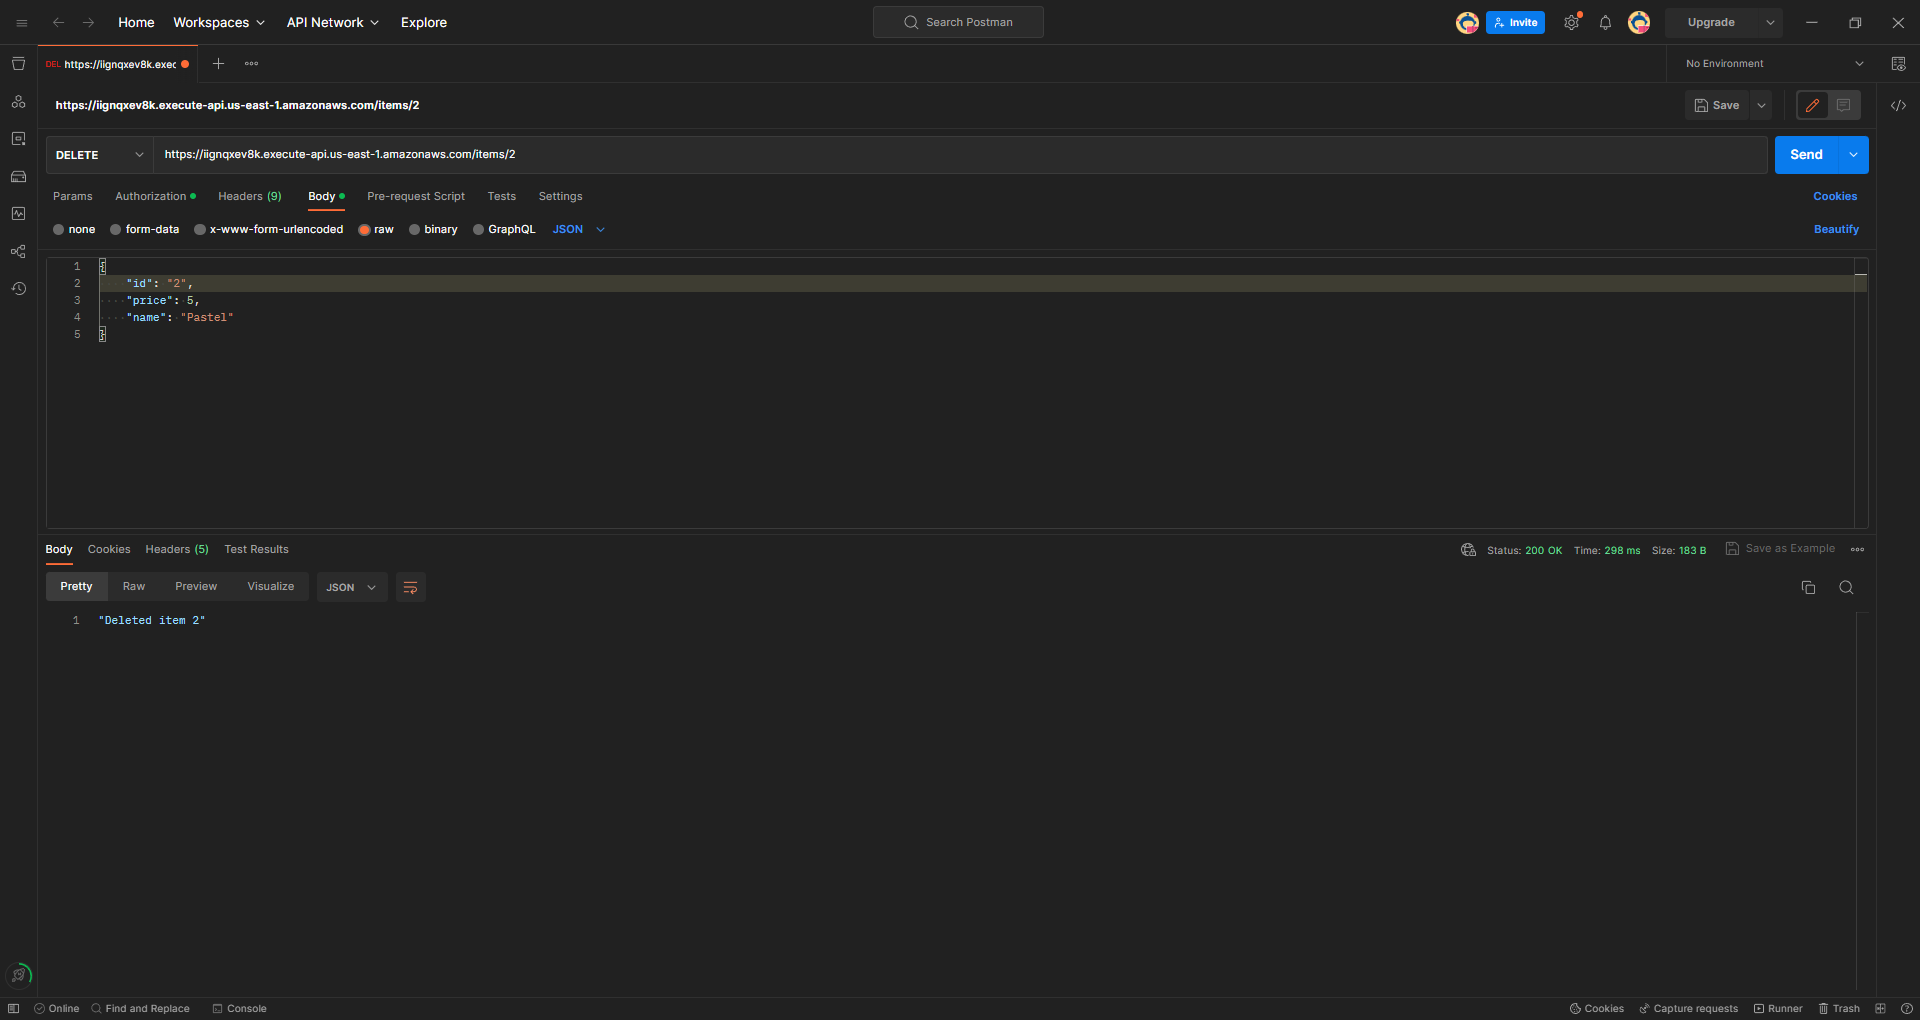 Home Workspaces API Network Explore Search Postman Invite Upgrade
DEL https://iignqxev8k.exec No Environment
https://iignqxev8k.execute-api.us-east-1.amazonaws.com/items/2 Save
DELETE https://iignqxev8k.execute-api.us-east-1.amazonaws.com/items/2 Send
Params Authorization Headers (9) Body Pre-request Script Tests Settings Cookies
none form-data x-www-form-urlencoded raw binary GraphQL JSON Beautify
1 {
2 "id": "2",
3 "price": 5,
4 "name": "Pastel"
5 }
Body Cookies Headers (5) Test Results Status: 200 OK Time: 298 ms Size: 183 B Save as Example
Pretty Raw Preview Visualize JSON
1 "Deleted item 2"
Online Find and Replace Console Cookies Capture requests Runner Trash